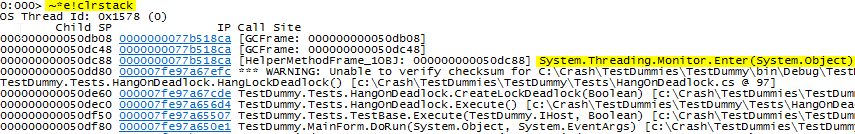 0:000> ~*e!clrstack
OS Thread Id: 0x1578 (0)
Child SP IP Call Site
000000000050db08 0000000077b518ca [GCFrame: 000000000050db08]
000000000050dc48 0000000077b518ca [GCFrame: 000000000050dc48]
000000000050dc88 0000000077b518ca [HelperMethodFrame_1OBJ: 000000000050dc88] System.Threading.Monitor.Enter(System.Object)
000000000050dd80 000007fe97a67efc *** WARNING: Unable to verify checksum for C:\Crash\TestDummies\TestDummy\bin\Debug\Test
TestDummy.Tests.HangOnDeadlock.HangLockDeadlock() [c:\Crash\TestDummies\TestDummy\Tests\HangOnDeadlock.cs @ 97]
000000000050de60 000007fe97a67cde TestDummy.Tests.HangOnDeadlock.CreateLockDeadlock(Boolean) [c:\Crash\TestDummies\TestDum
000000000050dec0 000007fe97a656d4 TestDummy.Tests.HangOnDeadlock.Execute() [c:\Crash\TestDummies\TestDummy\Tests\HangOnDea
000000000050df50 000007fe97a65507 TestDummy.Tests.TestBase.Execute(TestDummy.IHost, Boolean) [c:\Crash\TestDummies\TestDum
000000000050df80 000007fe97a650e1 TestDummy.MainForm.DoRun(System.Object, System.EventArgs) [c:\Crash\TestDummies\TestDumm